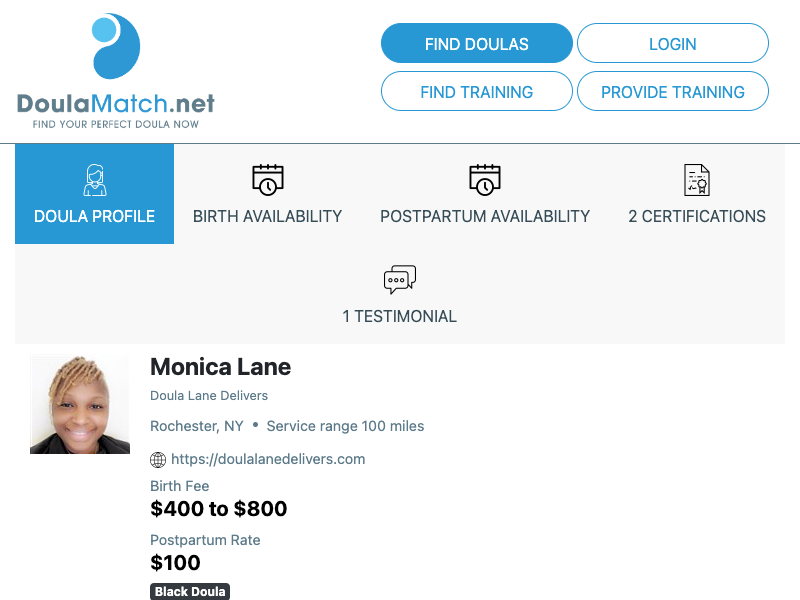 DoulaMatch.net
FIND YOUR PERFECT DOULA NOW
FIND DOULAS
LOGIN
FIND TRAINING
PROVIDE TRAINING
DOULA PROFILE
BIRTH AVAILABILITY
POSTPARTUM AVAILABILITY
2 CERTIFICATIONS
1 TESTIMONIAL
Monica Lane
Doula Lane Delivers
Rochester, NY • Service range 100 miles
https://doulalanedelivers.com
Birth Fee
$400 to $800
Postpartum Rate
$100
Black Doula